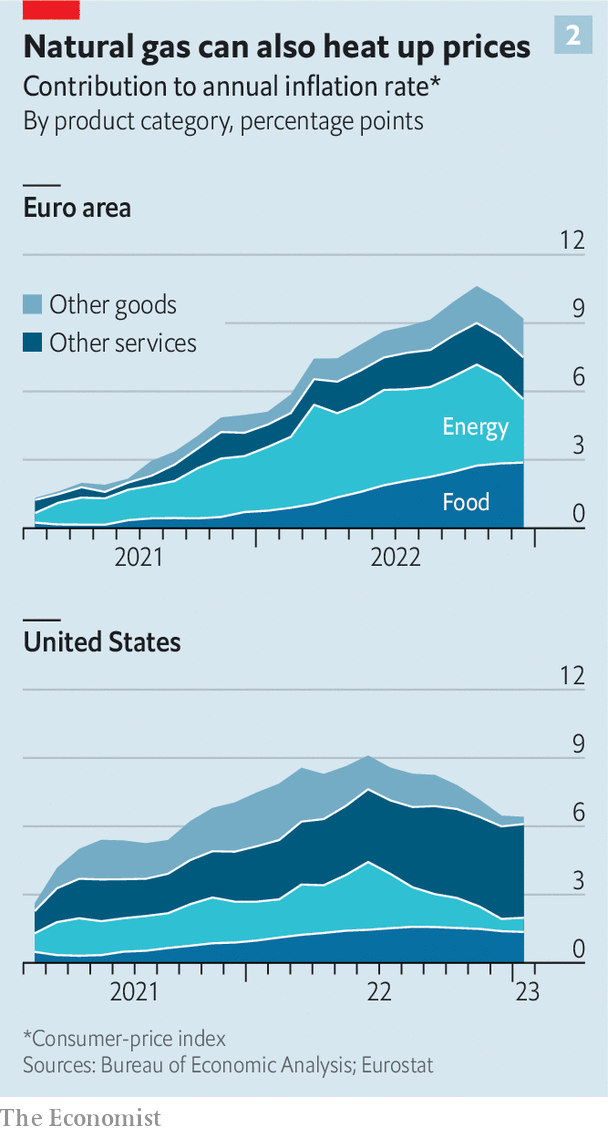 Natural gas can also heat up prices
2
Contribution to annual inflation rate*
By product category, percentage points
Euro area
12
Other goods
9
Other services
6
Energy
3
Food
0
2021
2022
United States
12
9
6
3
0
2021
22
23
*Consumer-price index
Sources: Bureau of Economic Analysis; Eurostat
The Economist